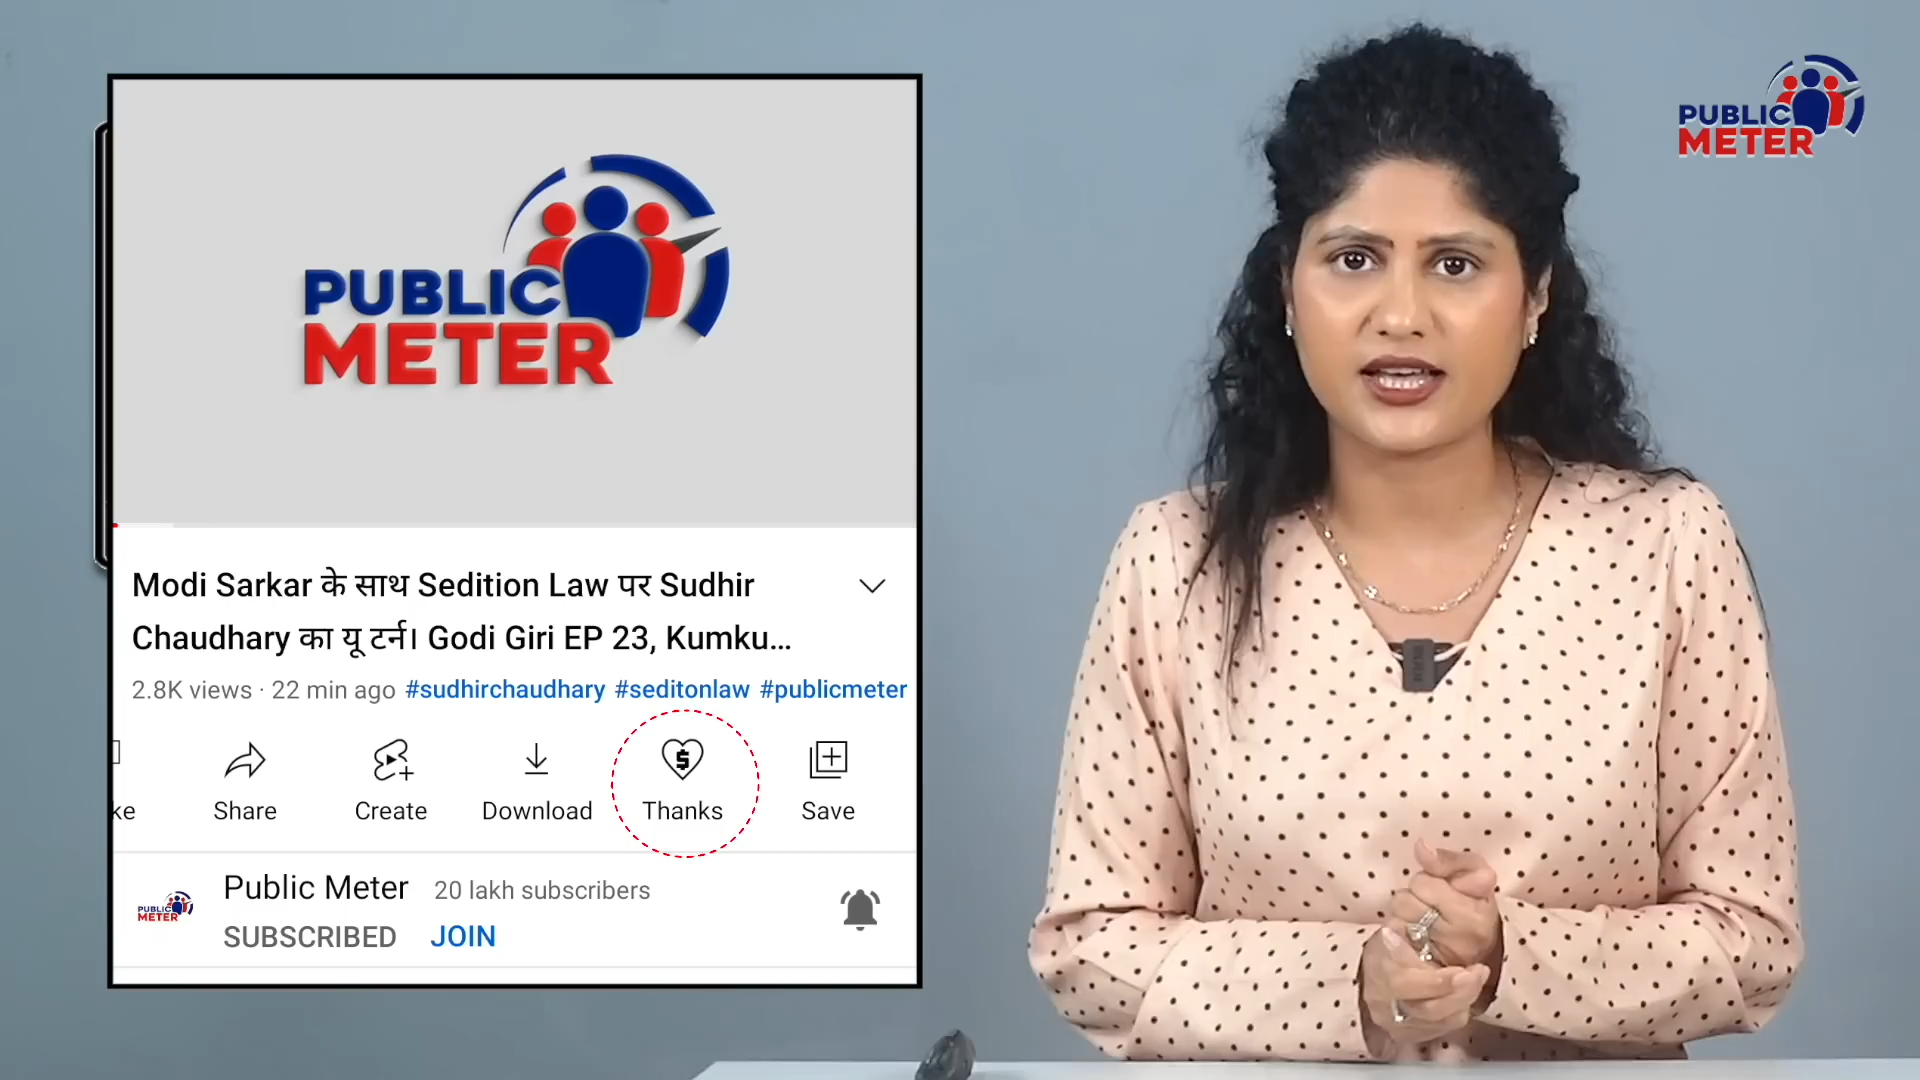 PUBLIC
METER
PUBLIC
METER
Modi Sarkar के साथ Sedition Law पर Sudhir
Chaudhary का यू टर्न। Godi Giri EP 23, Kumku...
2.8K views · 22 min ago #sudhirchaudhary #seditonlaw #publicmeter
ke
Share
Create
Download
Thanks
Save
PUBLIC
METER
Public Meter 20 lakh subscribers
SUBSCRIBED JOIN